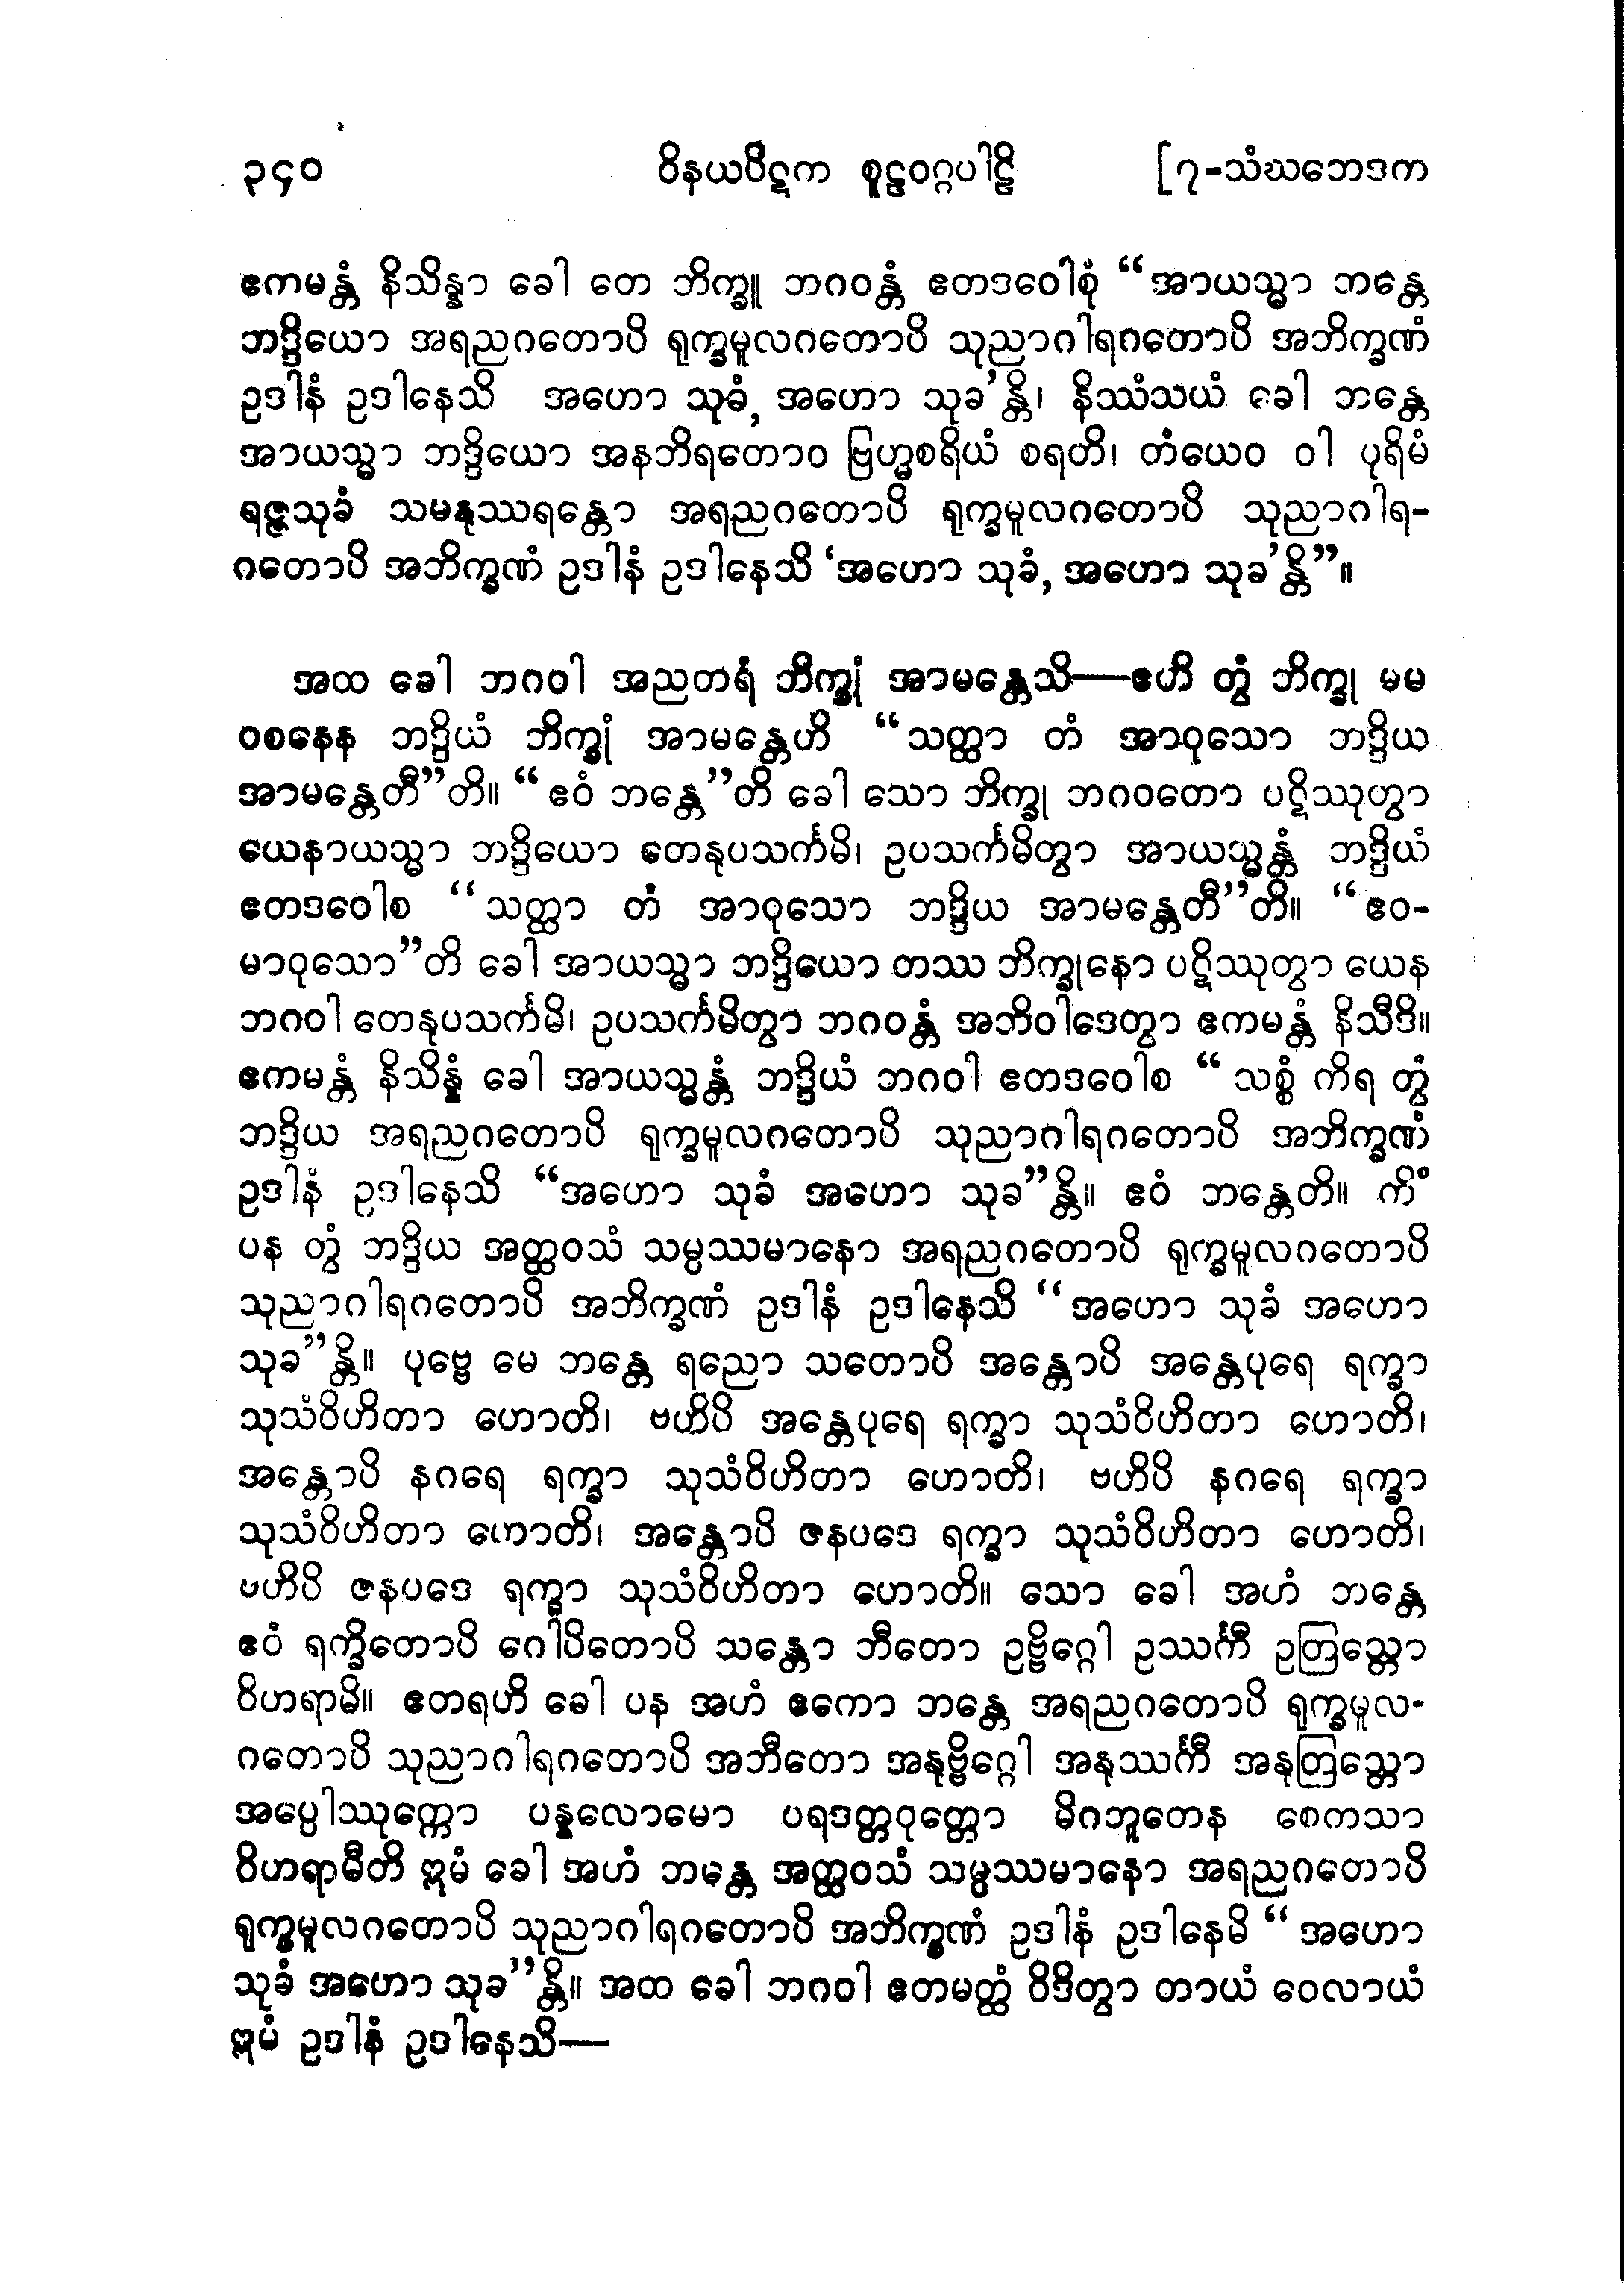 ၃၄၀ ဝိနယပိဋက စူဠဝဂ္ဂပါဠိ [၇-သံဃဘေဒက
ဧကမန္တံ နိသိန္နာ ခေါ တေ ဘိက္ခူ ဘဂဝန္တံ ဧတဒဝေါစုံ “အာယသ္မာ ဘန္တေ
ဘဒ္ဒိယော အရညဂတောပိ ရုက္ခမူလဂတောပိ သုညာဂါရဂတောပိ အဘိက္ခဏံ
ဥဒါနံ ဥဒါနေသိ အဟော သုခံ, အဟော သုခ’န္တိ၊ နိဿံသယံ ခေါ ဘန္တေ
အာယသ္မာ ဘဒ္ဒိယော အနဘိရတောဝ ဗြဟ္မစရိယံ စရတိ၊ တံယေဝ ဝါ ပုရိမံ
ရဇ္ဇသုခံ သမနုဿရန္တော အရညဂတောပိ ရုက္ခမူလဂတောပိ သုညာဂါရ-
ဂတောပိ အဘိက္ခဏံ ဥဒါနံ ဥဒါနေသိ ‘အဟော သုခံ, အဟော သုခ’န္တိ”။
အထ ခေါ ဘဂဝါ အညတရံ ဘိက္ခုံ အာမန္တေသိ—ဧဟိ တွံ ဘိက္ခု မမ
ဝစနေန ဘဒ္ဒိယံ ဘိက္ခုံ အာမန္တေဟိ “သတ္ထာ တံ အာဝုသော ဘဒ္ဒိယ
အာမန္တေတီ”တိ။ “ဧဝံ ဘန္တေ”တိ ခေါ သော ဘိက္ခု ဘဂဝတော ပဋိဿုတွာ
ယေနာယသ္မာ ဘဒ္ဒိယော တေနုပသင်္ကမိ၊ ဥပသင်္ကမိတွာ အာယသ္မန္တံ ဘဒ္ဒိယံ
ဧတဒဝေါစ “သတ္ထာ တံ အာဝုသော ဘဒ္ဒိယ အာမန္တေတီ”တိ။ “ဧဝ-
မာဝုသော”တိ ခေါ အာယသ္မာ ဘဒ္ဒိယော တဿ ဘိက္ခုနော ပဋိဿုတွာ ယေန
ဘဂဝါ တေနုပသင်္ကမိ၊ ဥပသင်္ကမိတွာ ဘဂဝန္တံ အဘိဝါဒေတွာ ဧကမန္တံ နိသီဒိ။
ဧကမန္တံ နိသိန္နံ ခေါ အာယသ္မန္တံ ဘဒ္ဒိယံ ဘဂဝါ ဧတဒဝေါစ “သစ္စံ ကိရ တွံ
ဘဒ္ဒိယ အရညဂတောပိ ရုက္ခမူလဂတောပိ သုညာဂါရဂတောပိ အဘိက္ခဏံ
ဥဒါနံ ဥဒါနေသိ “အဟော သုခံ အဟော သုခ”န္တိ။ ဧဝံ ဘန္တေတိ။ ကိံ
ပန တွံ ဘဒ္ဒိယ အတ္ထဝသံ သမ္ပဿမာနော အရညဂတောပိ ရုက္ခမူလဂတောပိ
သုညာဂါရဂတောပိ အဘိက္ခဏံ ဥဒါနံ ဥဒါနေသိ “အဟော သုခံ အဟော
သုခ”န္တိ။ ပုဗ္ဗေ မေ ဘန္တေ ရညော သတောပိ အန္တောပိ အန္တေပုရေ ရက္ခာ
သုသံဝိဟိတာ ဟောတိ၊ ဗဟိပိ အန္တေပုရေ ရက္ခာ သုသံဝိဟိတာ ဟောတိ၊
အန္တောပိ နဂရေ ရက္ခာ သုသံဝိဟိတာ ဟောတိ၊ ဗဟိပိ နဂရေ ရက္ခာ
သုသံဝိဟိတာ ဟောတိ၊ အန္တောပိ ဇနပဒေ ရက္ခာ သုသံဝိဟိတာ ဟောတိ၊
ဗဟိပိ ဇနပဒေ ရက္ခာ သုသံဝိဟိတာ ဟောတိ။ သော ခေါ အဟံ ဘန္တေ
ဧဝံ ရက္ခိတောပိ ဂေါပိတောပိ သန္တော ဘီတော ဥဗ္ဗိဂ္ဂေါ ဥဿင်္ကီ ဥတြသ္တော
ဝိဟရာမိ။ ဧတရဟိ ခေါ ပန အဟံ ဧကော ဘန္တေ အရညဂတောပိ ရုက္ခမူလ-
ဂတောပိ သုညာဂါရဂတောပိ အဘီတော အနုဗ္ဗိဂ္ဂေါ အနုဿင်္ကီ အနုတြသ္တော
အပ္ပေါဿုက္ကော ပန္နလောမော ပရဒတ္တဝုတ္တော မိဂဘူတေန စေကသာ
ဝိဟရာမီတိ ဣမံ ခေါ အဟံ ဘန္တေ အတ္ထဝသံ သမ္ပဿမာနော အရညဂတောပိ
ရုက္ခမူလဂတောပိ သုညာဂါရဂတောပိ အဘိက္ခဏံ ဥဒါနံ ဥဒါနေမိ “အဟော
သုခံ အဟော သုခ”န္တိ။ အထ ခေါ ဘဂဝါ ဧတမတ္ထံ ဝိဒိတွာ တာယံ ဝေလာယံ
ဣမံ ဥဒါနံ ဥဒါနေသိ—